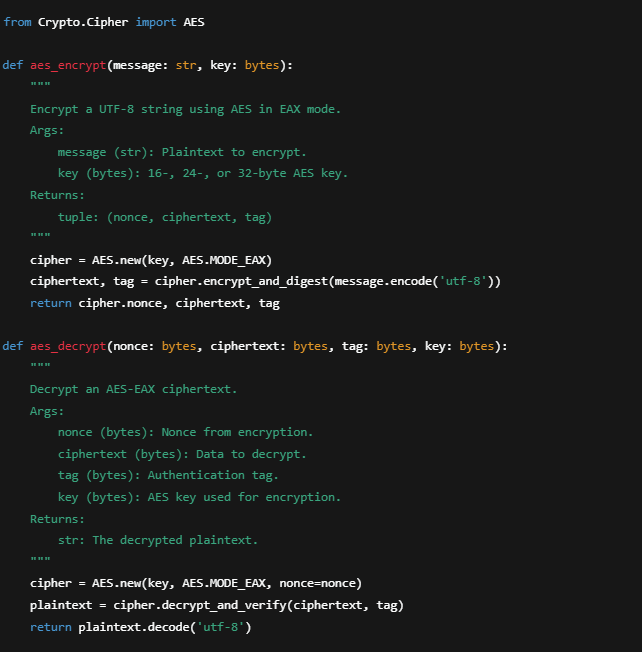 from Crypto.Cipher import AES

def aes_encrypt(message: str, key: bytes):
    """
    Encrypt a UTF-8 string using AES in EAX mode.
    Args:
        message (str): Plaintext to encrypt.
        key (bytes): 16-, 24-, or 32-byte AES key.
    Returns:
        tuple: (nonce, ciphertext, tag)
    """
    cipher = AES.new(key, AES.MODE_EAX)
    ciphertext, tag = cipher.encrypt_and_digest(message.encode('utf-8'))
    return cipher.nonce, ciphertext, tag

def aes_decrypt(nonce: bytes, ciphertext: bytes, tag: bytes, key: bytes):
    """
    Decrypt an AES-EAX ciphertext.
    Args:
        nonce (bytes): Nonce from encryption.
        ciphertext (bytes): Data to decrypt.
        tag (bytes): Authentication tag.
        key (bytes): AES key used for encryption.
    Returns:
        str: The decrypted plaintext.
    """
    cipher = AES.new(key, AES.MODE_EAX, nonce=nonce)
    plaintext = cipher.decrypt_and_verify(ciphertext, tag)
    return plaintext.decode('utf-8')